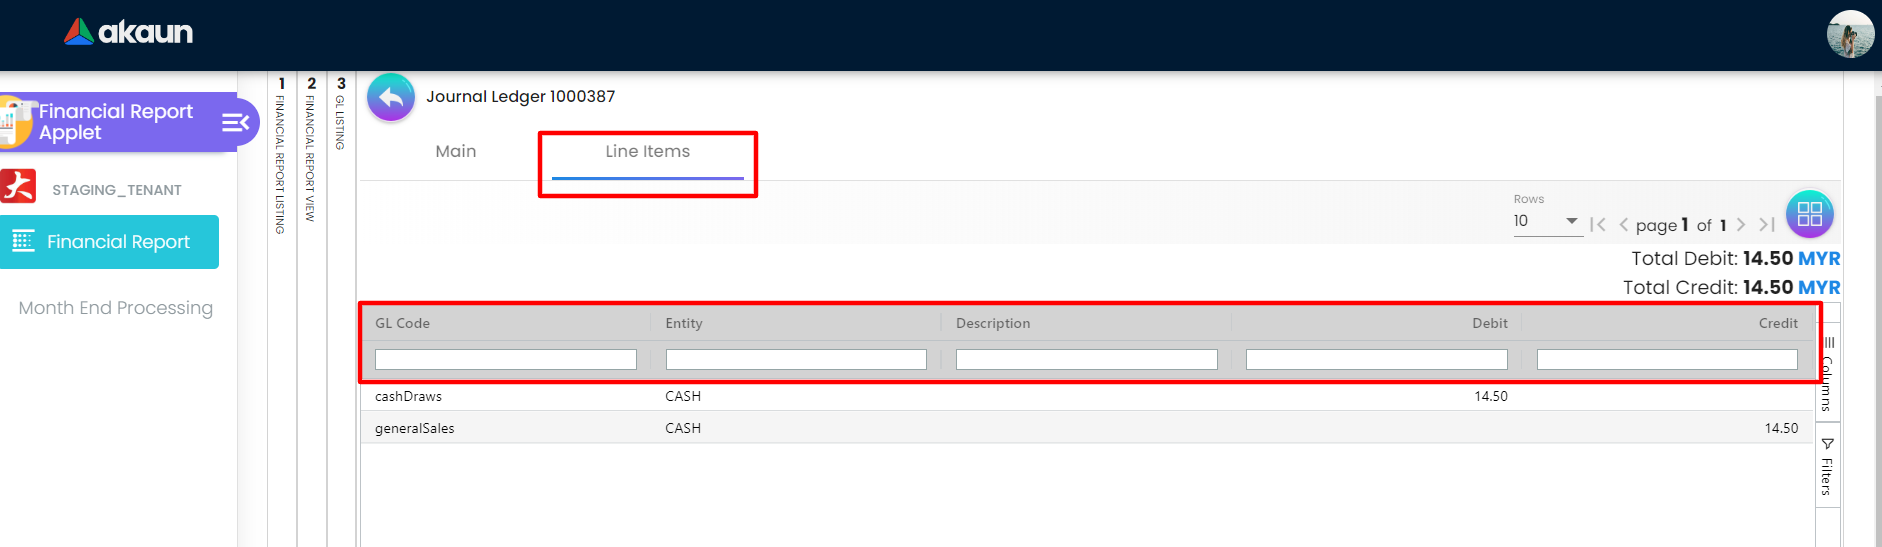 akaun
Financial Report
Applet
STAGING_TENANT
Financial Report
Month End Processing
1 FINANCIAL REPORT LISTING
2 FINANCIAL REPORT VIEW
3 GL LISTING
Journal Ledger 1000387
Main Line Items
Rows
10 page 1 of 1
Total Debit: 14.50 MYR
Total Credit: 14.50 MYR
GL Code Entity Description Debit Credit
cashDraws CASH 14.50
generalSales CASH 14.50
Columns
Filters